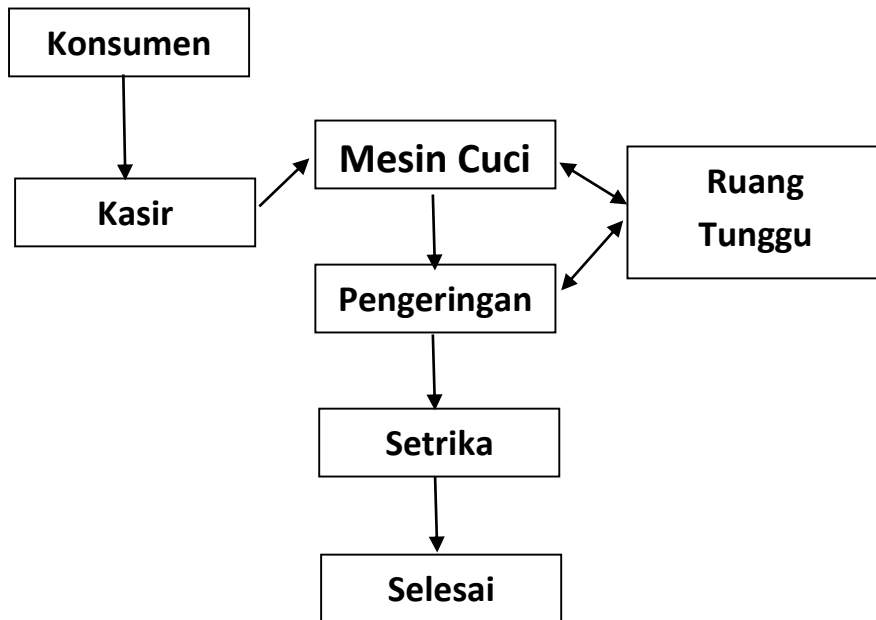 Konsumen
Kasir
Mesin Cuci
Ruang
Tunggu
Pengeringan
Setrika
Selesai